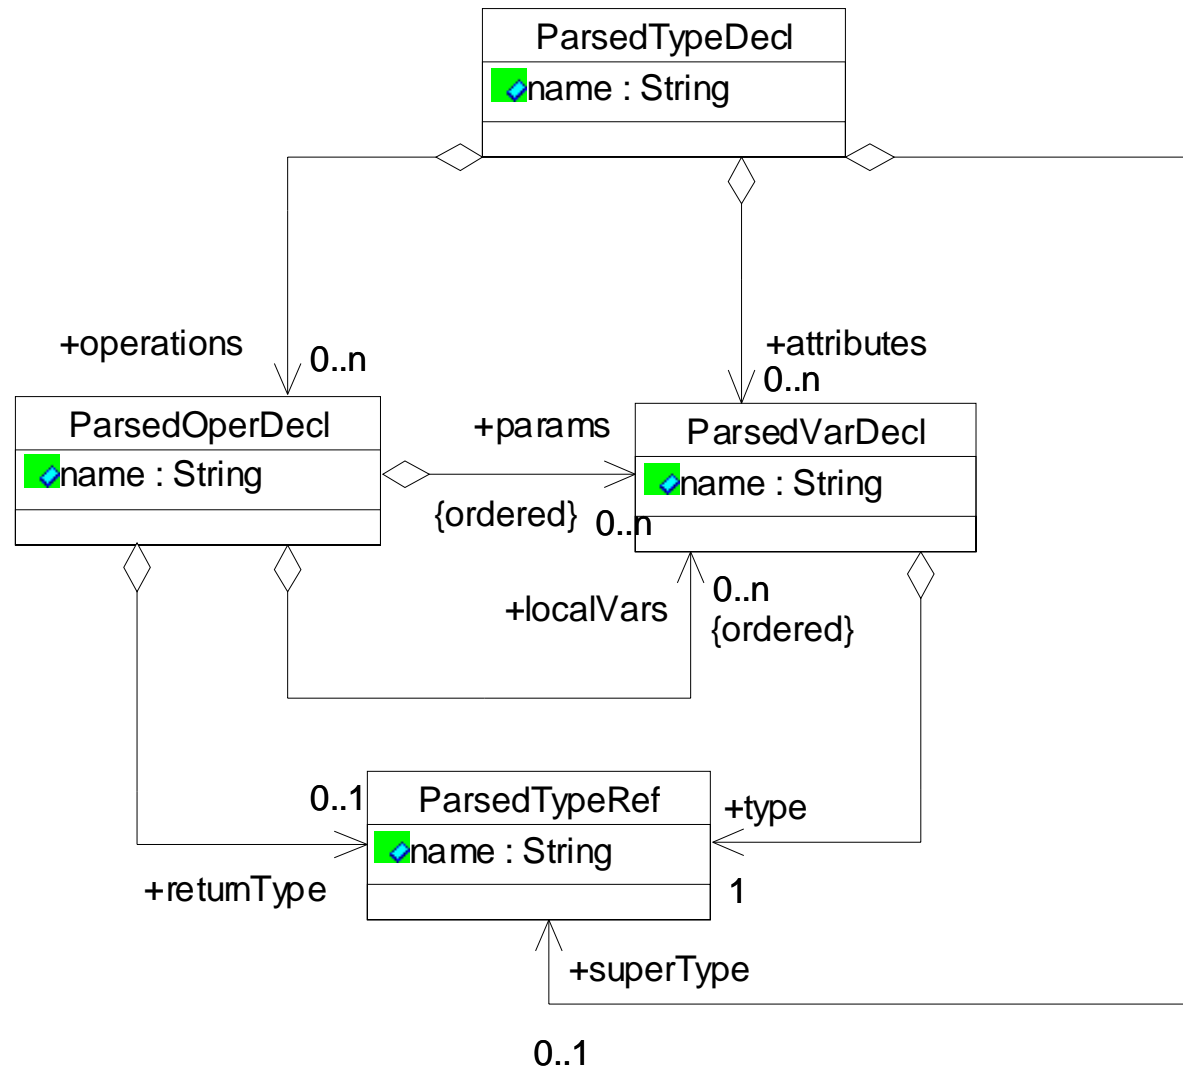 ParsedTypeDecl
name : String
+operations
0..n
+attributes
0..n
ParsedOperDecl
name : String
+params
{ordered}
0..n
ParsedVarDecl
name : String
+localVars
0..n
{ordered}
0..1
ParsedTypeRef
name : String
+type
1
+returnType
+superType
0..1